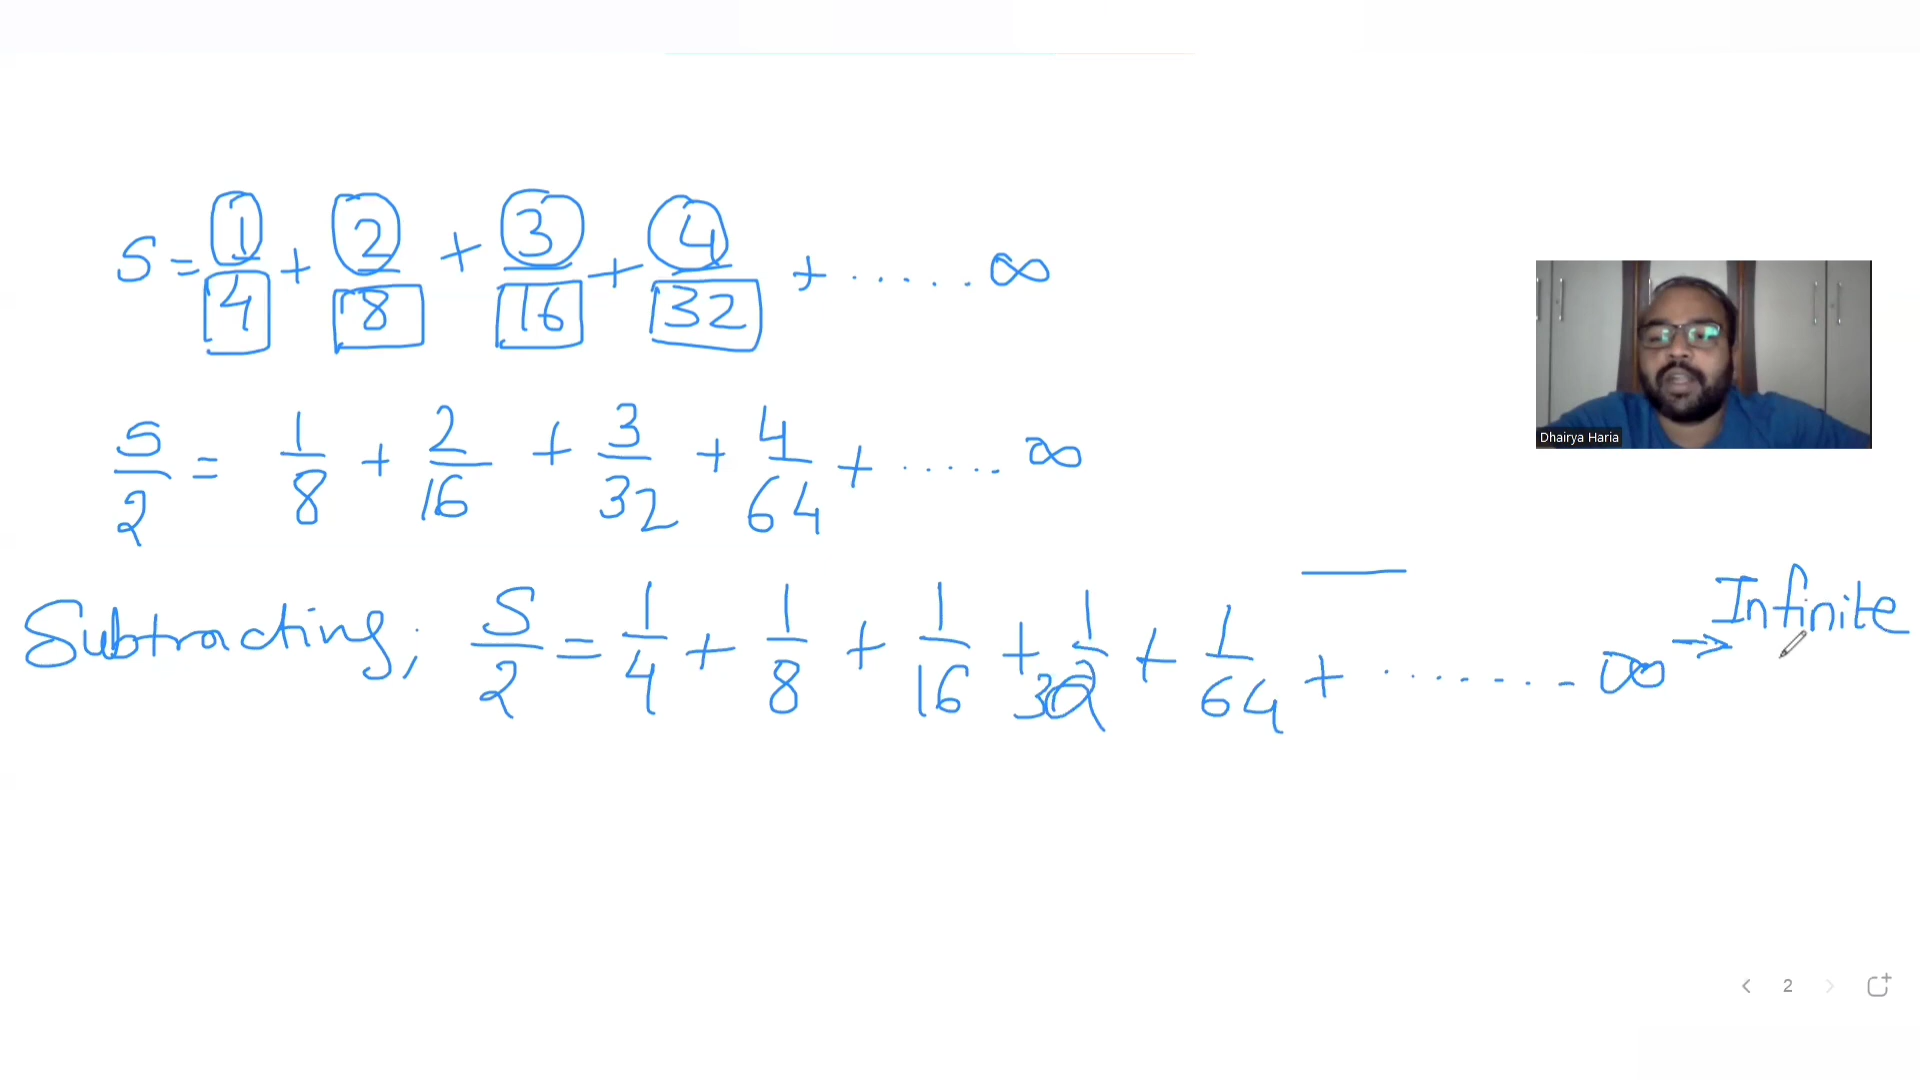 S = 1/4 + 2/8 + 3/16 + 4/32 + ..... ∞
S/2 = 1/8 + 2/16 + 3/32 + 4/64 + ..... ∞
Subtracting; S/2 = 1/4 + 1/8 + 1/16 + 1/32 + 1/64 + ........ ∞ → Infinite
Dhairya Haria
< 2 >